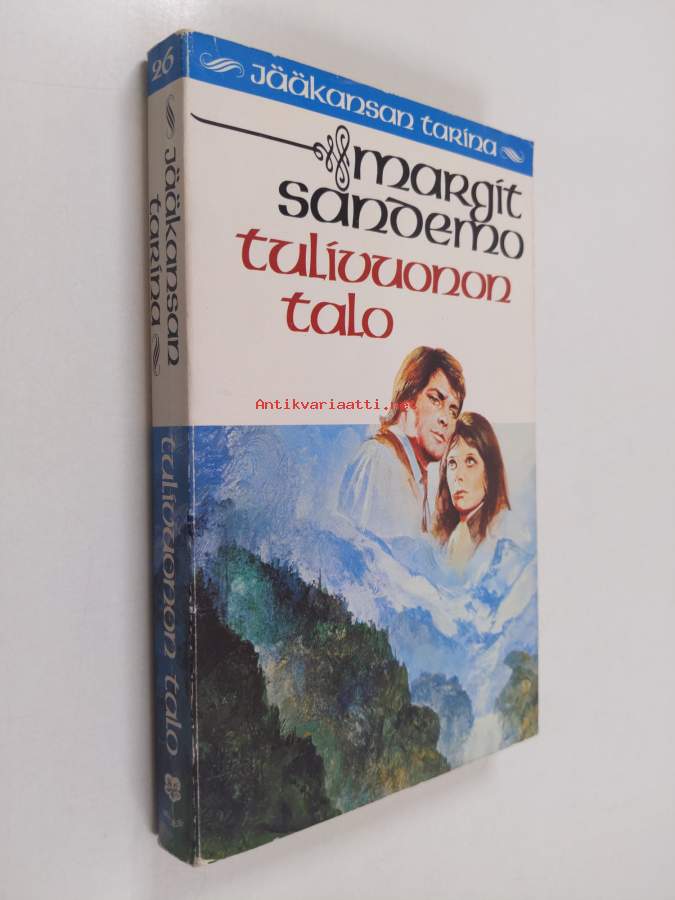 Jääkansan tarina
margit
sandemo
tulivuonon
talo
Antikvariaatti.net
26
Jääkansan
tarina
tulivuonon talo